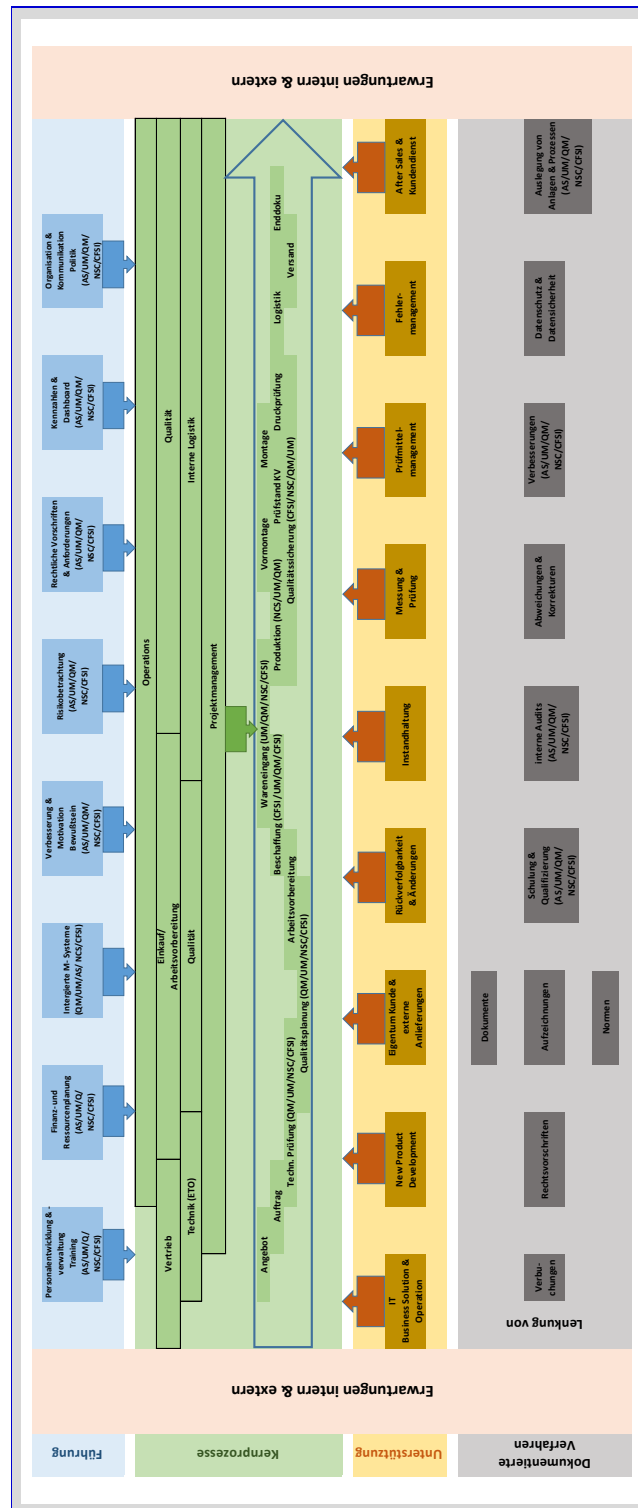 Führung
Personalentwicklung & -
verwaltung
Training
(AS/UM/Q/
NSC/CFSI)
Finanz-und
Ressourcenplanung
(AS/UM/Q/
NSC/CFSI)
Intergierte M- Systeme
(QM/UM/AS/ NCS/CFSI)
Verbesserung &
Motivation
Bewußtsein
(AS/UM/QM/
NSC/CFSI)
Risikobetrachtung
(AS/UM/QM/
NSC/CFSI)
Rechtliche Vorschriften
& Anforderungen
(AS/UM/QM/
NSC/CFSI)
Kennzahlen &
Dashboard
(AS/UM/QM/
NSC/CFSI)
Organisation &
Kommunikation
Politik
(AS/UM/QM/
NSC/CFSI)
Erwartungen intern & extern
Erwartungen intern & extern
Kernprozesse
Operations
Vertrieb
Einkauf/
Arbeitsvorbereitung
Qualität
Technik (ETO)
Qualität
Interne Logistik
Projektmanagement
Angebot
Auftrag
Techn. Prüfung (QM/UM/NSC/CFSI)
Qualitätsplanung (QM/UM/NSC/CFSI)
Arbeitsvorbereitung
Beschaffung (CFSI/UM/QM/CFSI)
Wareneingang (UM/QM/NSC/CFSI)
Produktion (NCS/UM/QM)
Qualitätssicherung (CFSI/NSC/QM/UM)
Vormontage
Prüfstand KV
Montage
Druckprüfung
Logistik
Versand
Enddoku
Unterstützung
IT
Business Solution &
Operation
New Product
Development
Eigentum Kunde &
externe
Anlieferungen
Rückverfolgbarkeit
& Änderungen
Instandhaltung
Messung &
Prüfung
Prüfmittel-
management
Fehler-
management
After Sales &
Kundendienst
Dokumentierte
Verfahren
Lenkung von
Verbu-
chungen
Rechtsvorschriften
Dokumente
Aufzeichnungen
Normen
Schulung &
Qualifizierung
(AS/UM/QM/
NSC/CFSI)
interne Audits
(AS/UM/QM/
NSC/CFSI)
Abweichungen &
Korrekturen
Verbesserungen
(AS/UM/QM/
NSC/CFSI)
Datenschutz &
Datensicherheit
Auslegung von
Anlagen & Prozessen
(AS/UM/QM/
NSC/CFSI)